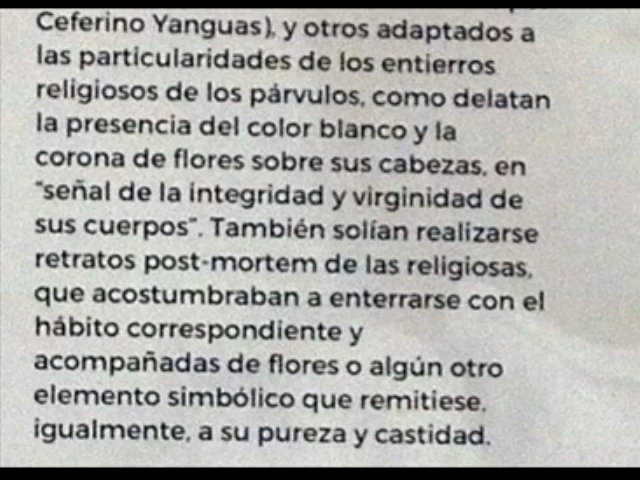 Ceferino Yanguas), y otros adaptados a
las particularidades de los entierros
religiosos de los párvulos, como delatan
la presencia del color blanco y la
corona de flores sobre sus cabezas, en
"señal de la integridad y virginidad de
sus cuerpos". También solían realizarse
retratos post-mortem de las religiosas,
que acostumbraban a enterrarse con el
hábito correspondiente y
acompañadas de flores o algún otro
elemento simbólico que remitiese,
igualmente, a su pureza y castidad.